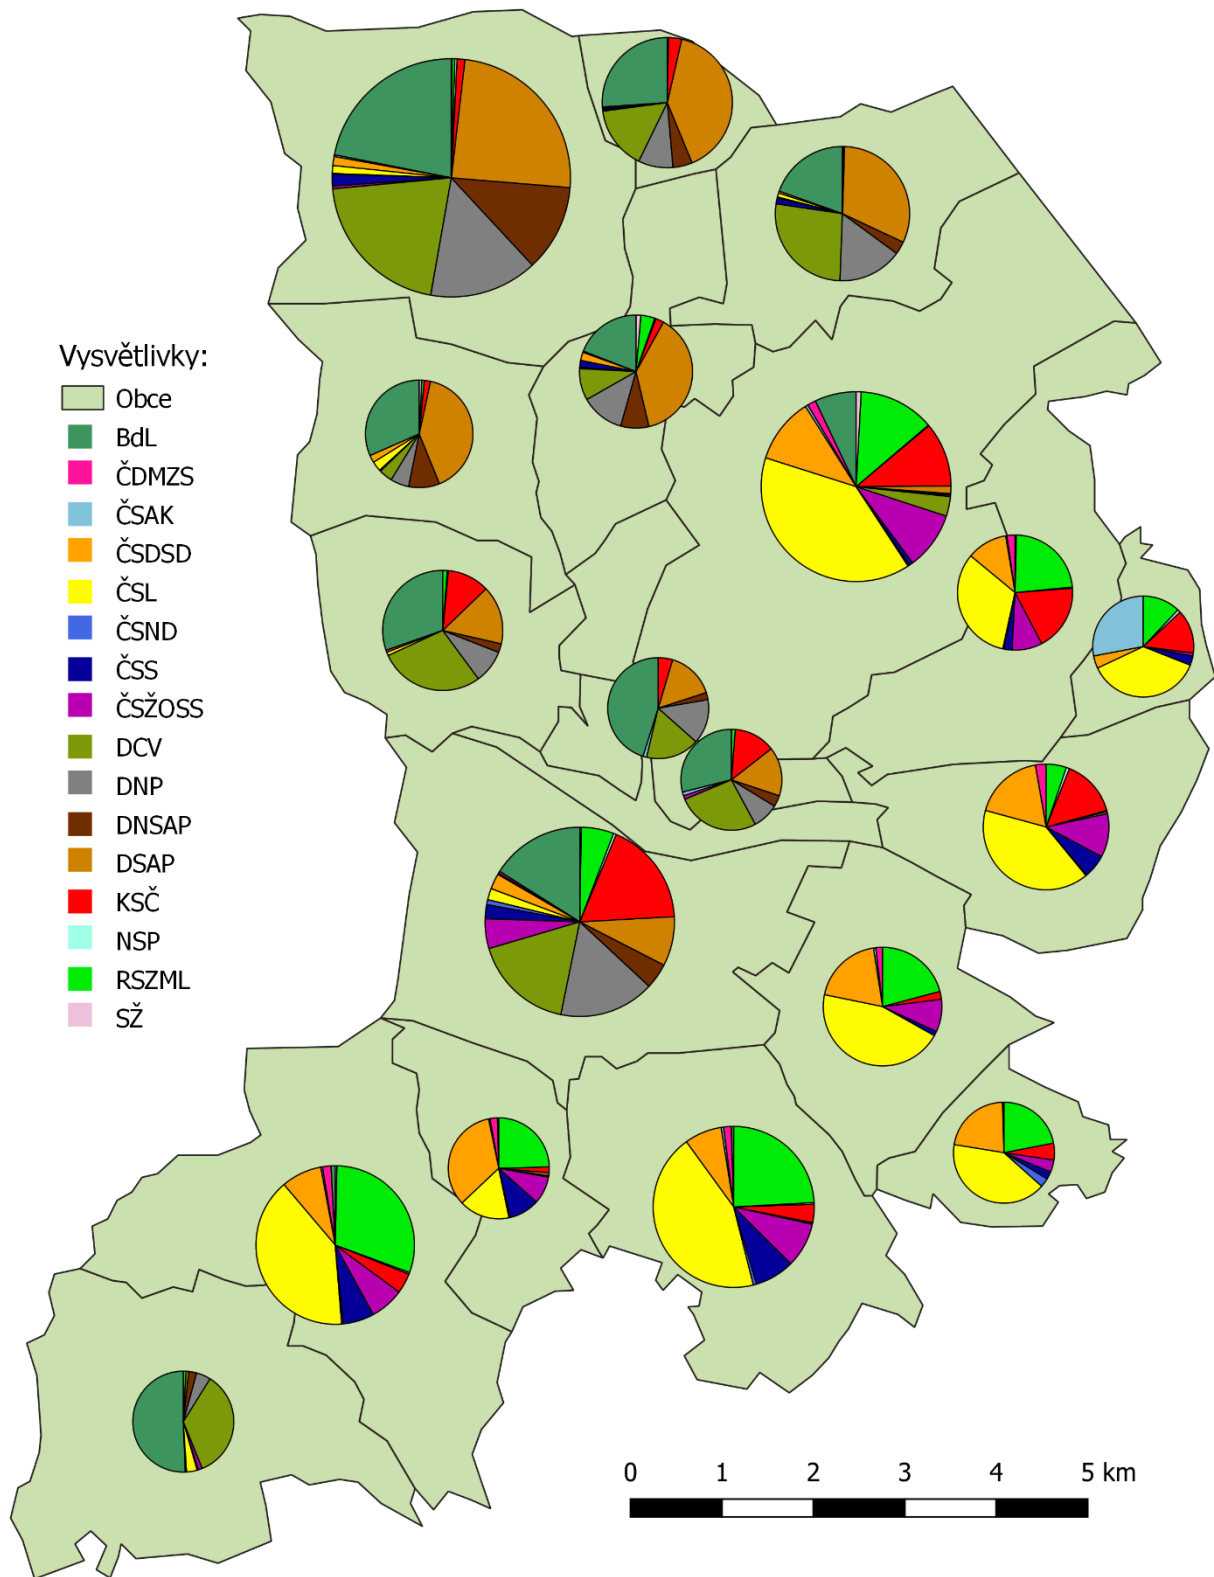 Vysvětlivky:
Obce
BdL
ČDMZS
ČSAK
ČSDSD
ČSL
ČSND
ČSS
ČSŽOSS
DCV
DNP
DNSAP
DSAP
KSČ
NSP
RSZML
SŽ
0 1 2 3 4 5 km